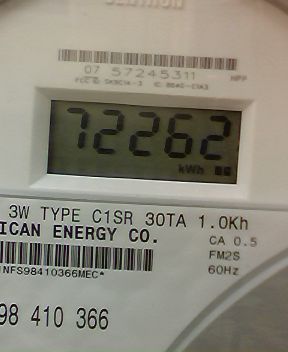 07 57245311
72262
kWh
3W TYPE C1SR 30TA 1.0Kh
ICAN ENERGY CO.
CA 0.5
FM2S
60Hz
NFS98410366MEC*
98 410 366